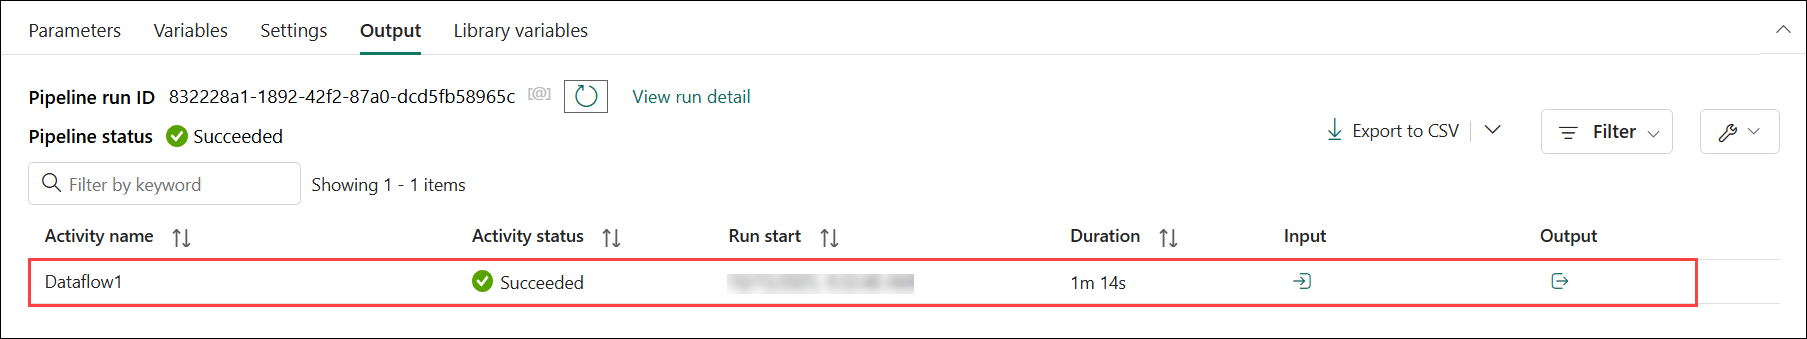 Parameters Variables Settings Output Library variables
Pipeline run ID 832228a1-1892-42f2-87a0-dcd5fb58965c [@] View run detail
Pipeline status Succeeded
Export to CSV Filter
Filter by keyword Showing 1 - 1 items
Activity name Activity status Run start Duration Input Output
Dataflow1 Succeeded 1m 14s